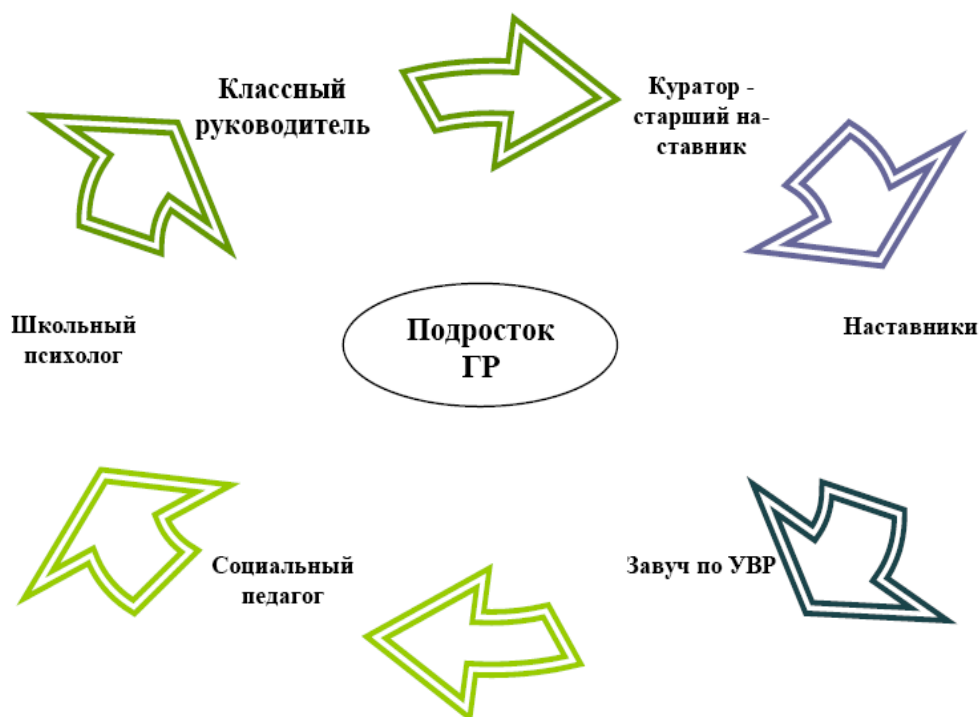 Классный
руководитель
Куратор -
старший на-
ставник
Школьный
психолог
Подросток
ГР
Наставники
Социальный
педагог
Завуч по УВР